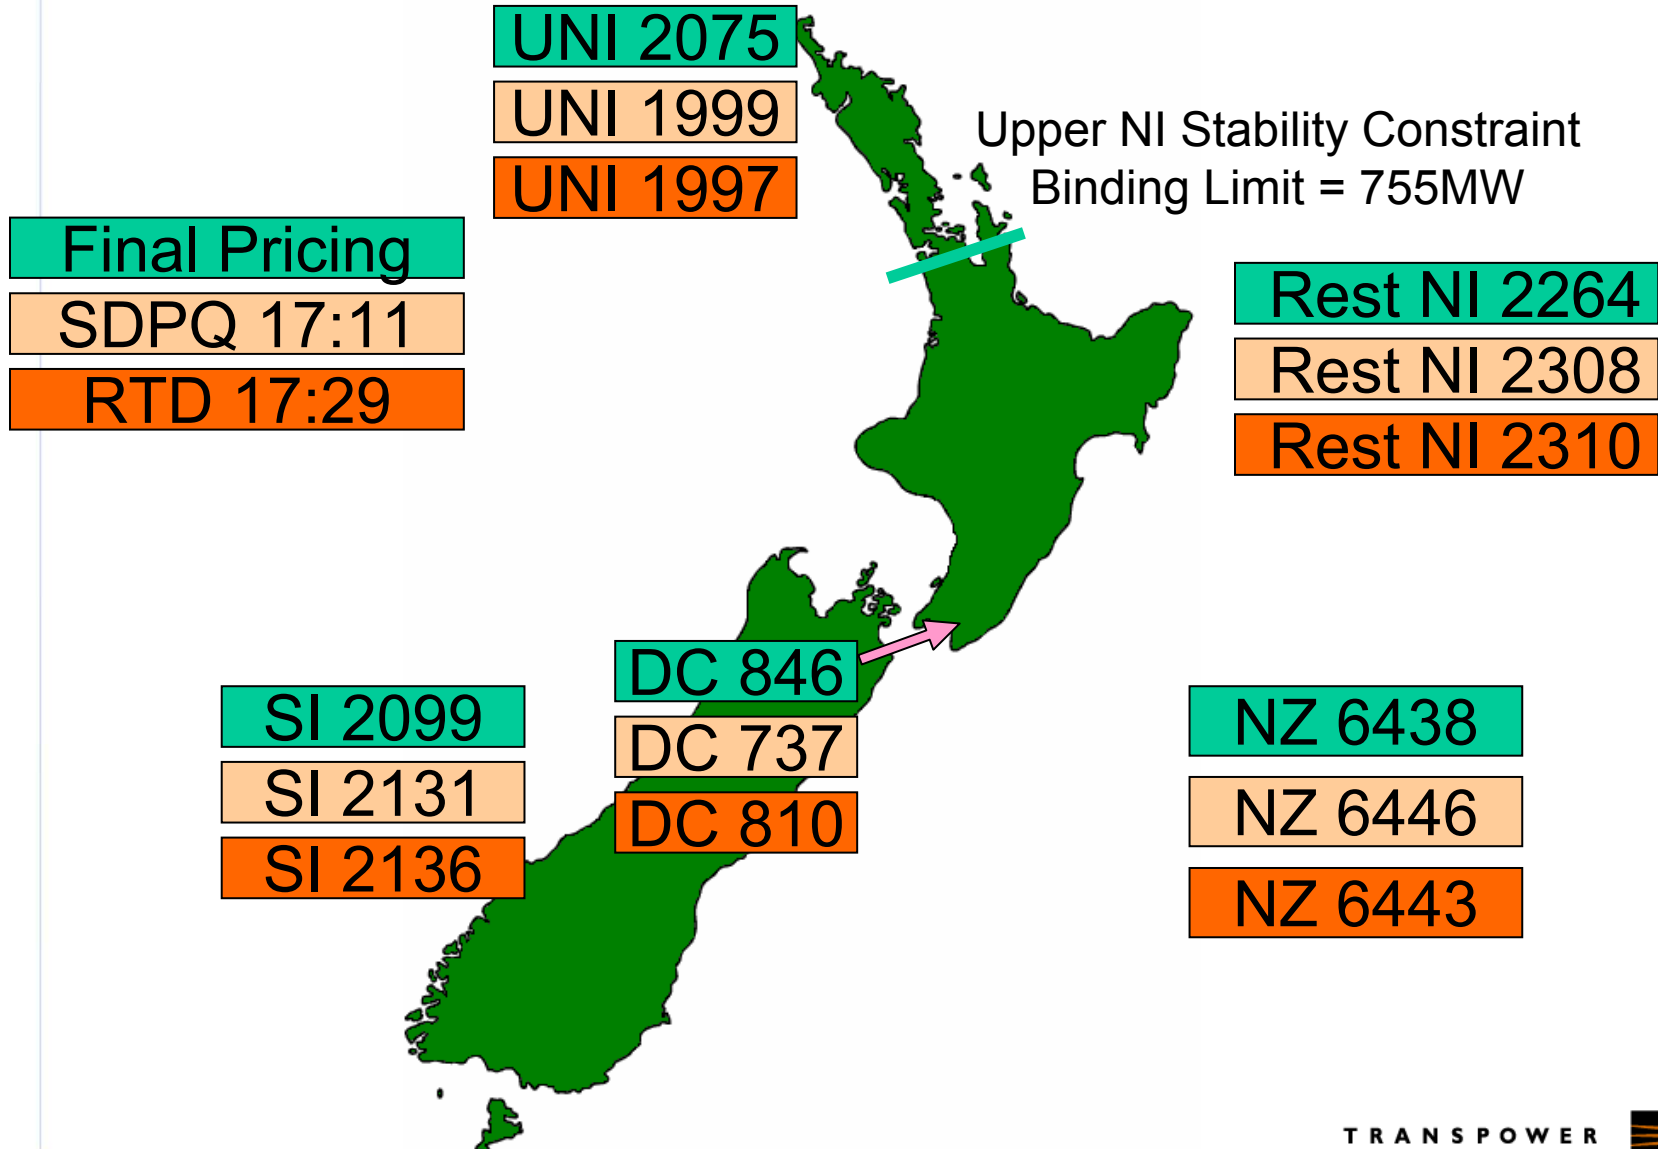 UNI 2075
UNI 1999
UNI 1997
Upper NI Stability Constraint
Binding Limit = 755MW
Final Pricing
SDPQ 17:11
RTD 17:29
Rest NI 2264
Rest NI 2308
Rest NI 2310
DC 846
DC 737
DC 810
SI 2099
SI 2131
SI 2136
NZ 6438
NZ 6446
NZ 6443
TRANSPOWER